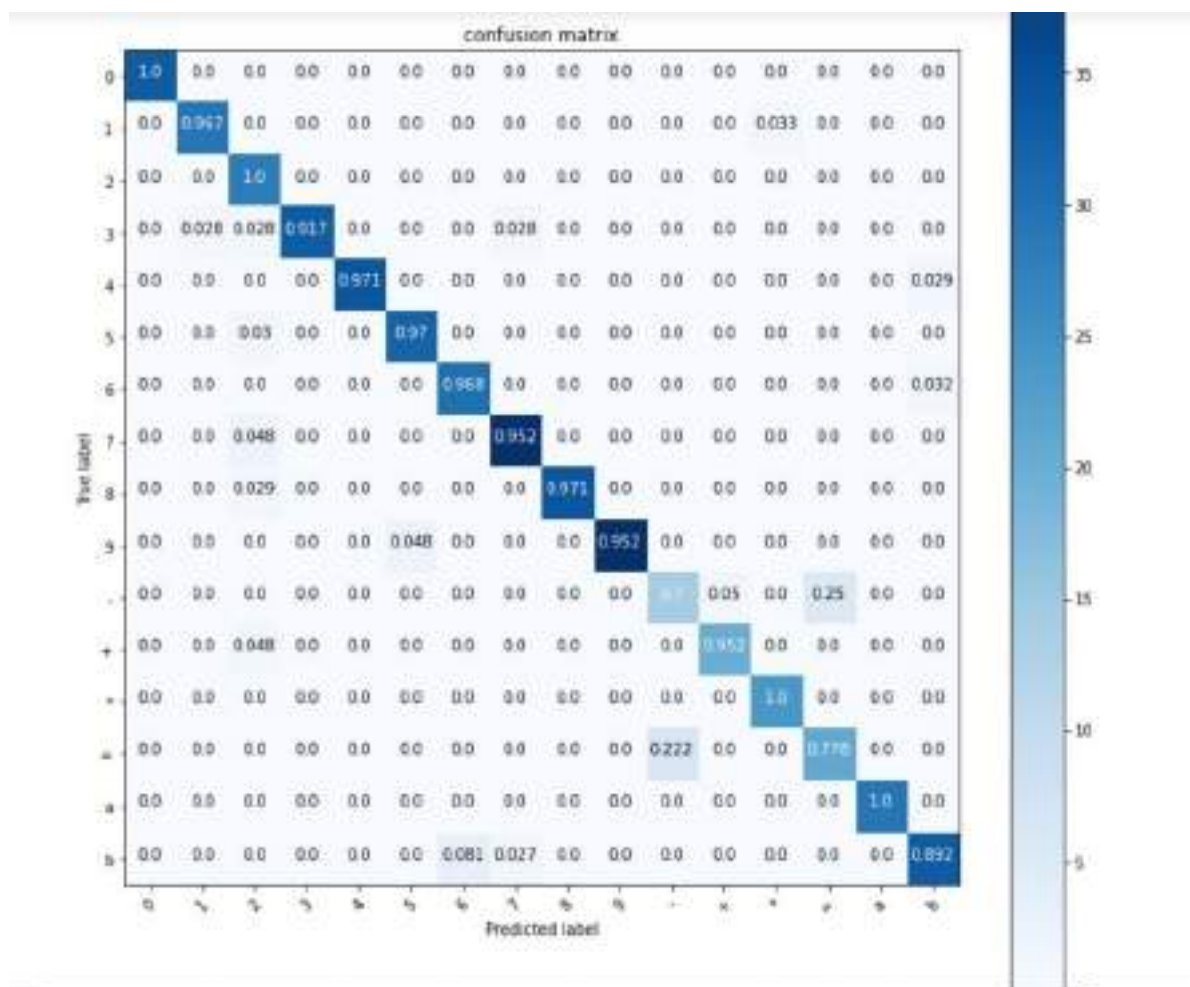 confusion matrix
0 1.0 0.0 0.0 0.0 0.0 0.0 0.0 0.0 0.0 0.0 0.0 0.0 0.0 0.0 0.0 0.0
1 0.0 0.967 0.0 0.0 0.0 0.0 0.0 0.0 0.0 0.0 0.0 0.0 0.033 0.0 0.0 0.0
2 0.0 0.0 1.0 0.0 0.0 0.0 0.0 0.0 0.0 0.0 0.0 0.0 0.0 0.0 0.0 0.0
3 0.0 0.028 0.028 0.917 0.0 0.0 0.0 0.028 0.0 0.0 0.0 0.0 0.0 0.0 0.0 0.0
4 0.0 0.0 0.0 0.0 0.971 0.0 0.0 0.0 0.0 0.0 0.0 0.0 0.0 0.0 0.0 0.029
5 0.0 0.0 0.03 0.0 0.0 0.97 0.0 0.0 0.0 0.0 0.0 0.0 0.0 0.0 0.0 0.0
6 0.0 0.0 0.0 0.0 0.0 0.0 0.968 0.0 0.0 0.0 0.0 0.0 0.0 0.0 0.0 0.032
7 0.0 0.0 0.048 0.0 0.0 0.0 0.0 0.952 0.0 0.0 0.0 0.0 0.0 0.0 0.0 0.0
8 0.0 0.0 0.029 0.0 0.0 0.0 0.0 0.0 0.971 0.0 0.0 0.0 0.0 0.0 0.0 0.0
9 0.0 0.0 0.0 0.0 0.0 0.048 0.0 0.0 0.0 0.952 0.0 0.0 0.0 0.0 0.0 0.0
- 0.0 0.0 0.0 0.0 0.0 0.0 0.0 0.0 0.0 0.0 0.7 0.05 0.0 0.25 0.0 0.0
+ 0.0 0.0 0.048 0.0 0.0 0.0 0.0 0.0 0.0 0.0 0.0 0.952 0.0 0.0 0.0 0.0
0.0 0.0 0.0 0.0 0.0 0.0 0.0 0.0 0.0 0.0 0.0 0.0 1.0 0.0 0.0 0.0
0.0 0.0 0.0 0.0 0.0 0.0 0.0 0.0 0.0 0.0 0.222 0.0 0.0 0.778 0.0 0.0
a 0.0 0.0 0.0 0.0 0.0 0.0 0.0 0.0 0.0 0.0 0.0 0.0 0.0 0.0 1.0 0.0
b 0.0 0.0 0.0 0.0 0.0 0.0 0.081 0.027 0.0 0.0 0.0 0.0 0.0 0.0 0.0 0.892
0 1 2 3 4 5 6 7 8 9 - a b
True label
Predicted label
35
30
25
20
15
10
5